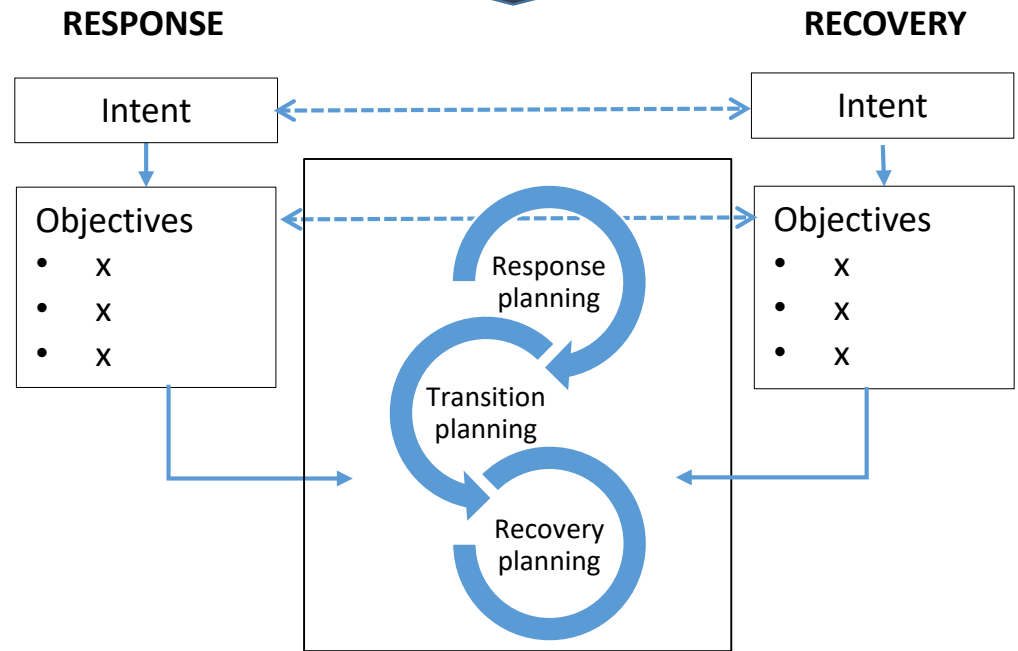 RESPONSE
RECOVERY
Intent
Intent
Objectives
• x
• x
• x
Response
planning
Transition
planning
Recovery
planning
Objectives
• x
• x
• x